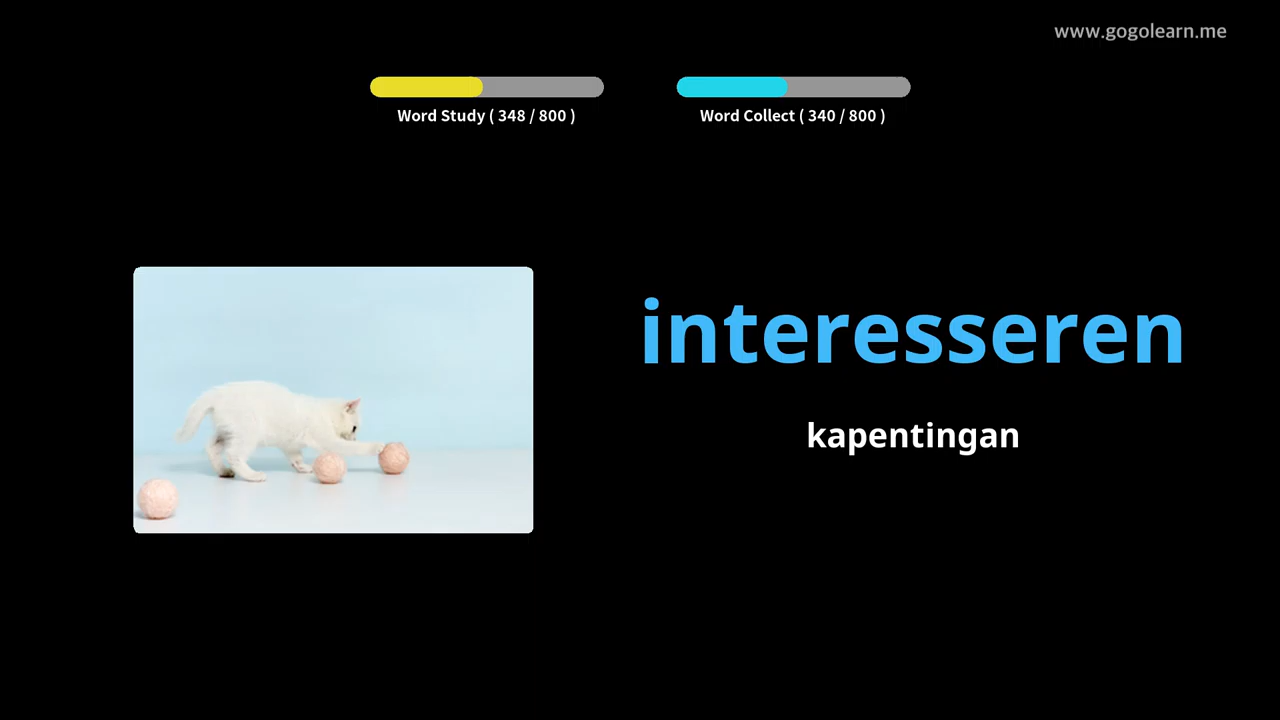 www.gogolearn.me
Word Study ( 348 / 800 )
Word Collect ( 340 / 800 )
interesseren
kapentingan